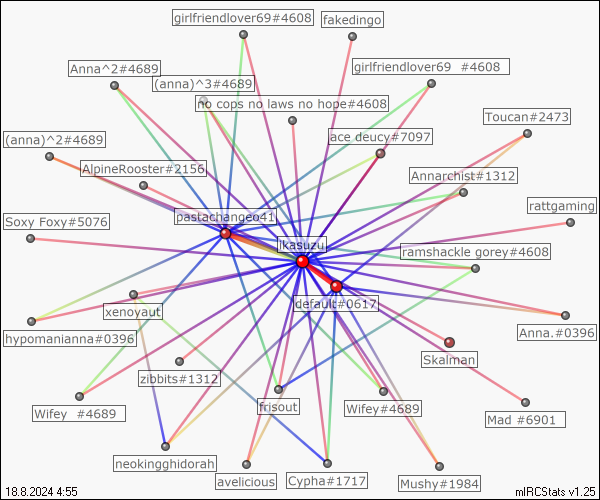 girlfriendlover69#4608
fakedingo
Anna^2#4689
(anna)^3#4689
girlfriendlover69  #4608
no cops no laws no hope#4608
Toucan#2473
(anna)^2#4689
ace deucy#7097
AlpineRooster#2156
Annarchist#1312
Soxy Foxy#5076
pastachangeo41
rattgaming
jkasuzu
ramshackle gorey#4608
default#0617
xenoyaut
hypomanianna#0396
Anna.#0396
Skalman
zibbits#1312
Wifey  #4689
frisout
Wifey#4689
Mad #6901
neokingghidorah
avelicious
Cypha#1717
Mushy#1984
18.8.2024 4:55
mIRCStats v1.25